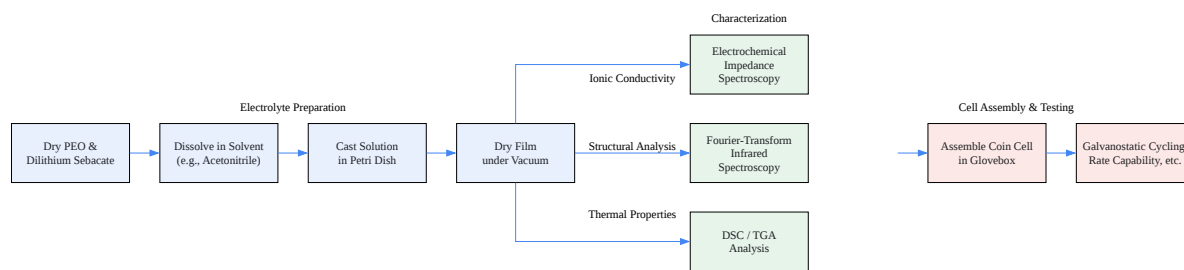 Characterization
Electrochemical
Impedance
Spectroscopy
Ionic Conductivity
Electrolyte Preparation
Cell Assembly & Testing
Dry PEO &
Dilithium Sebacate
Dissolve in Solvent
(e.g., Acetonitrile)
Cast Solution
in Petri Dish
Dry Film
under Vacuum
Structural Analysis
Fourier-Transform
Infrared
Spectroscopy
Assemble Coin Cell
in Glovebox
Galvanostatic Cycling
Rate Capability, etc.
Thermal Properties
DSC / TGA
Analysis